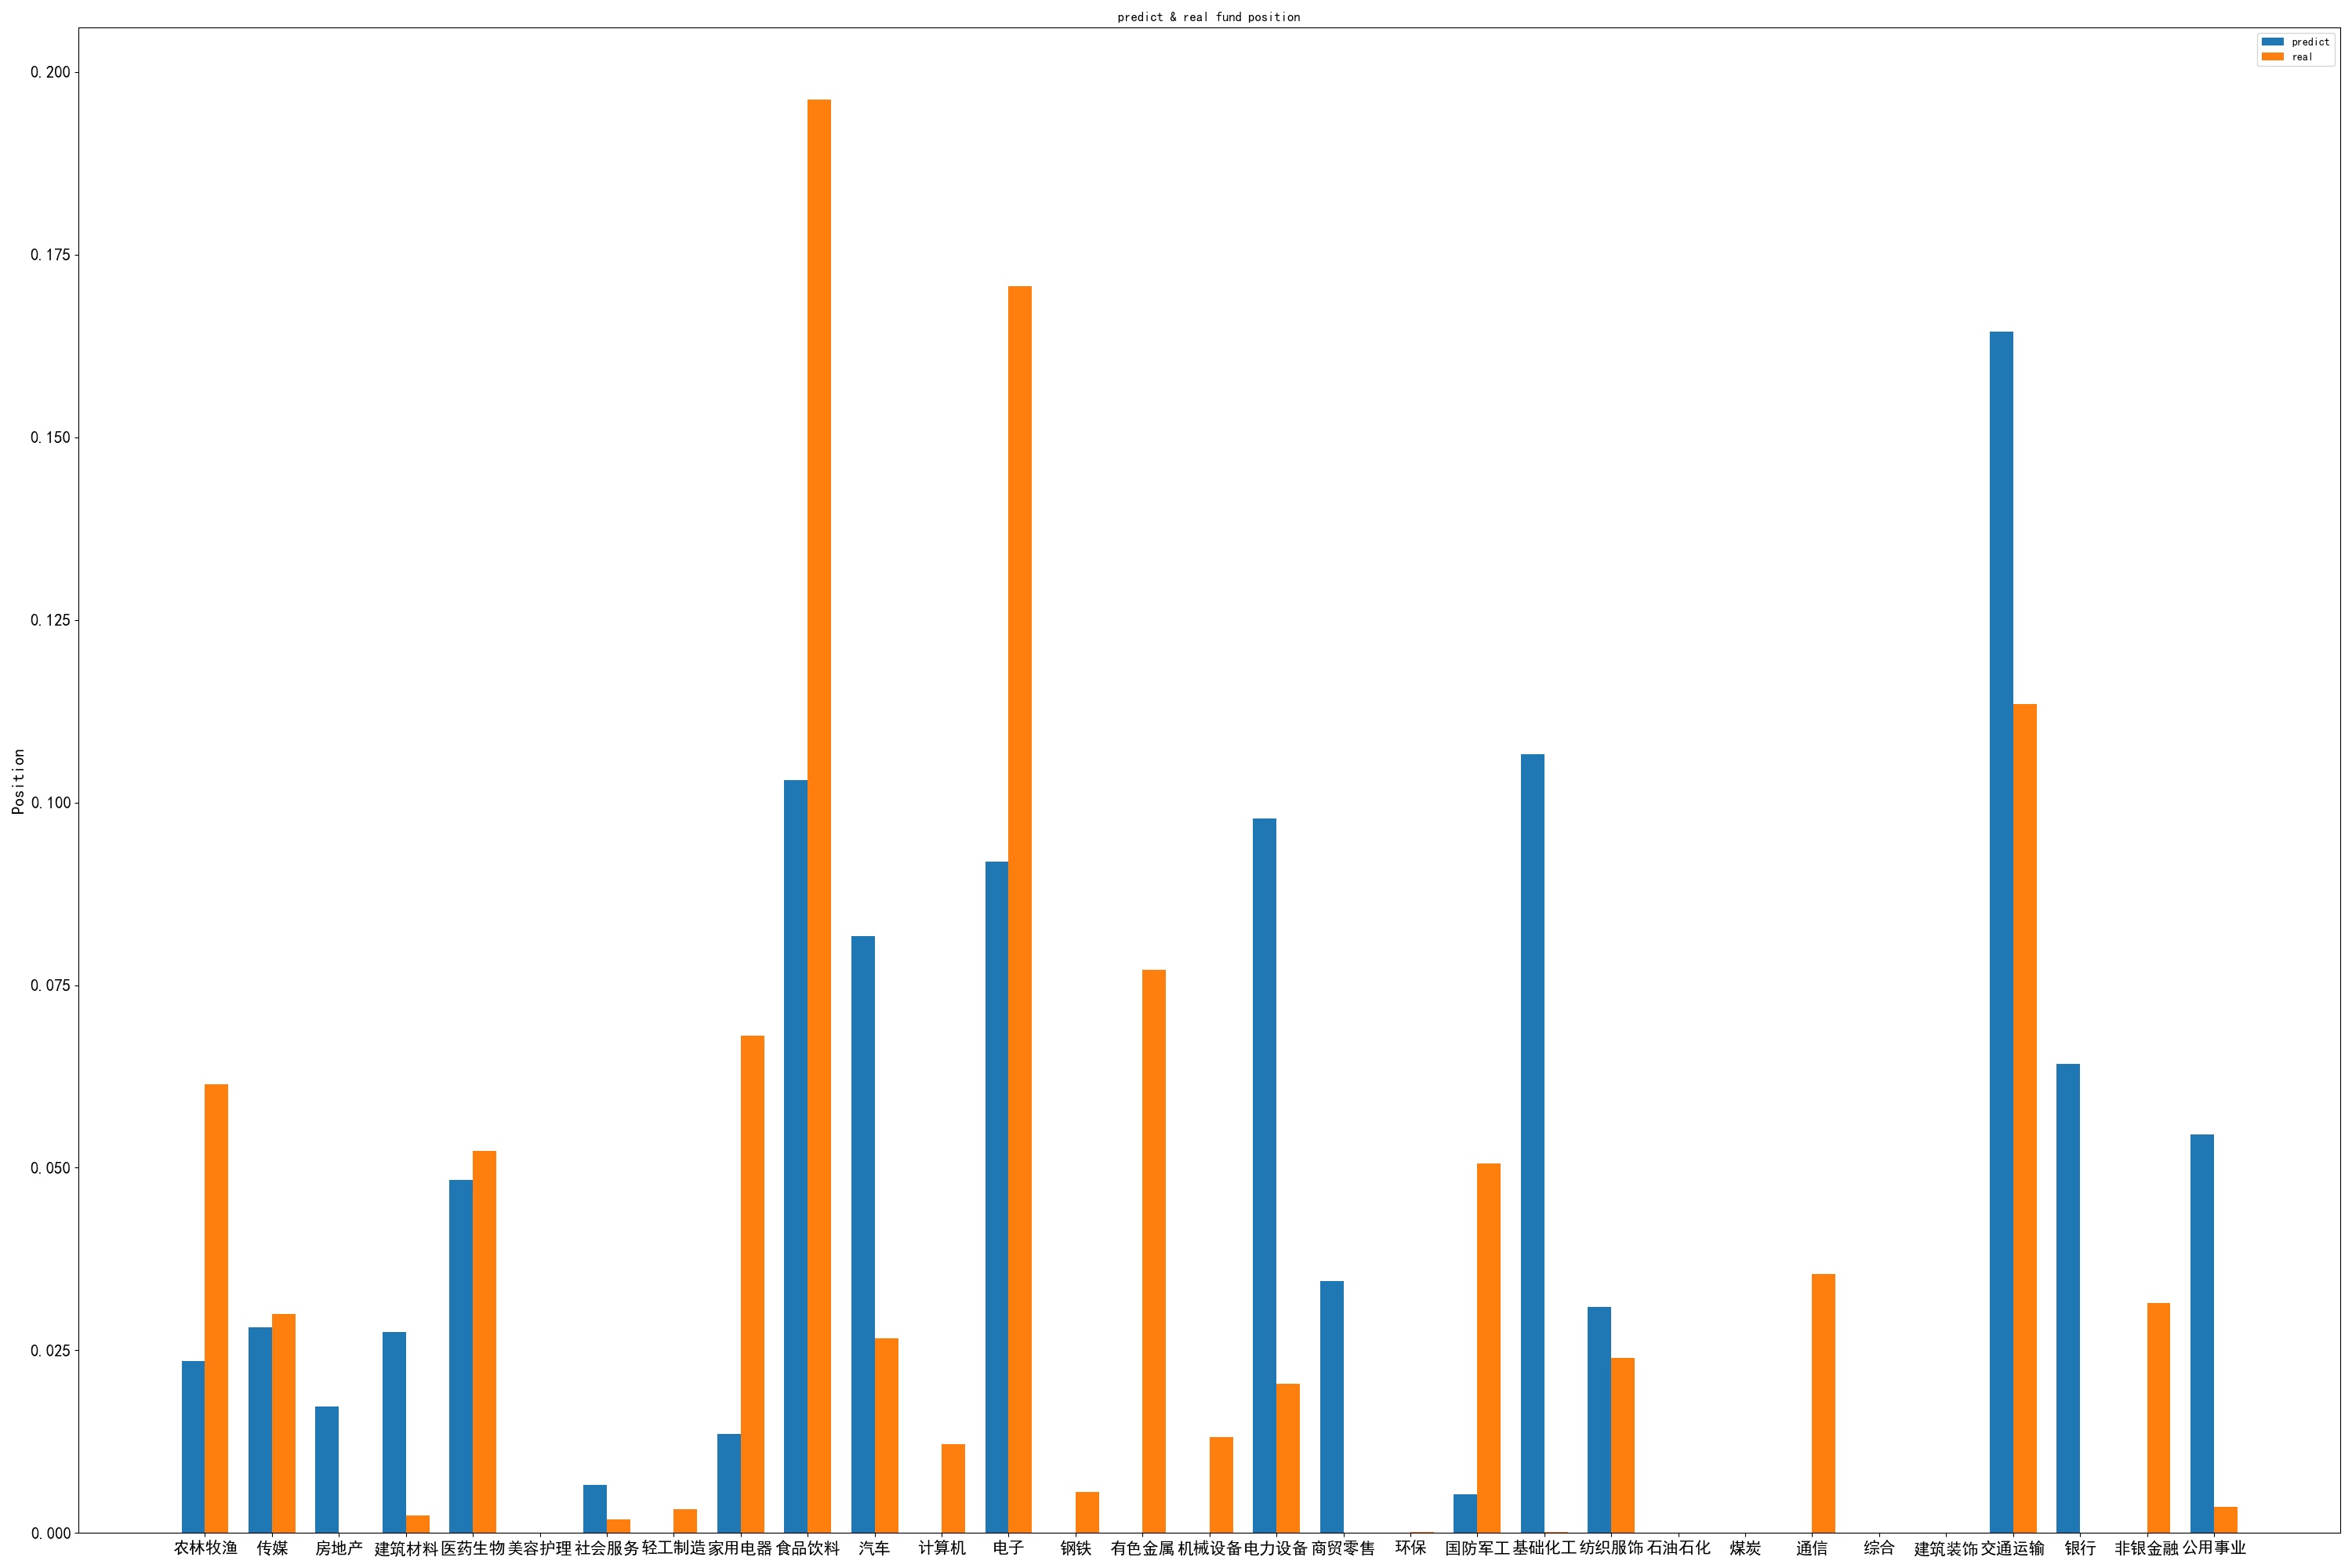 predict & real fund position
predict
real
Position
0.200
0.175
0.150
0.125
0.100
0.075
0.050
0.025
0.000
农林牧渔 传媒 房地产 建筑材料 医药生物 美容护理 社会服务 轻工制造 家用电器 食品饮料 汽车 计算机 电子 钢铁 有色金属 机械设备 电力设备 商贸零售 环保 国防军工 基础化工 纺织服饰 石油石化 煤炭 通信 综合 建筑装饰 交通运输 银行 非银金融 公用事业